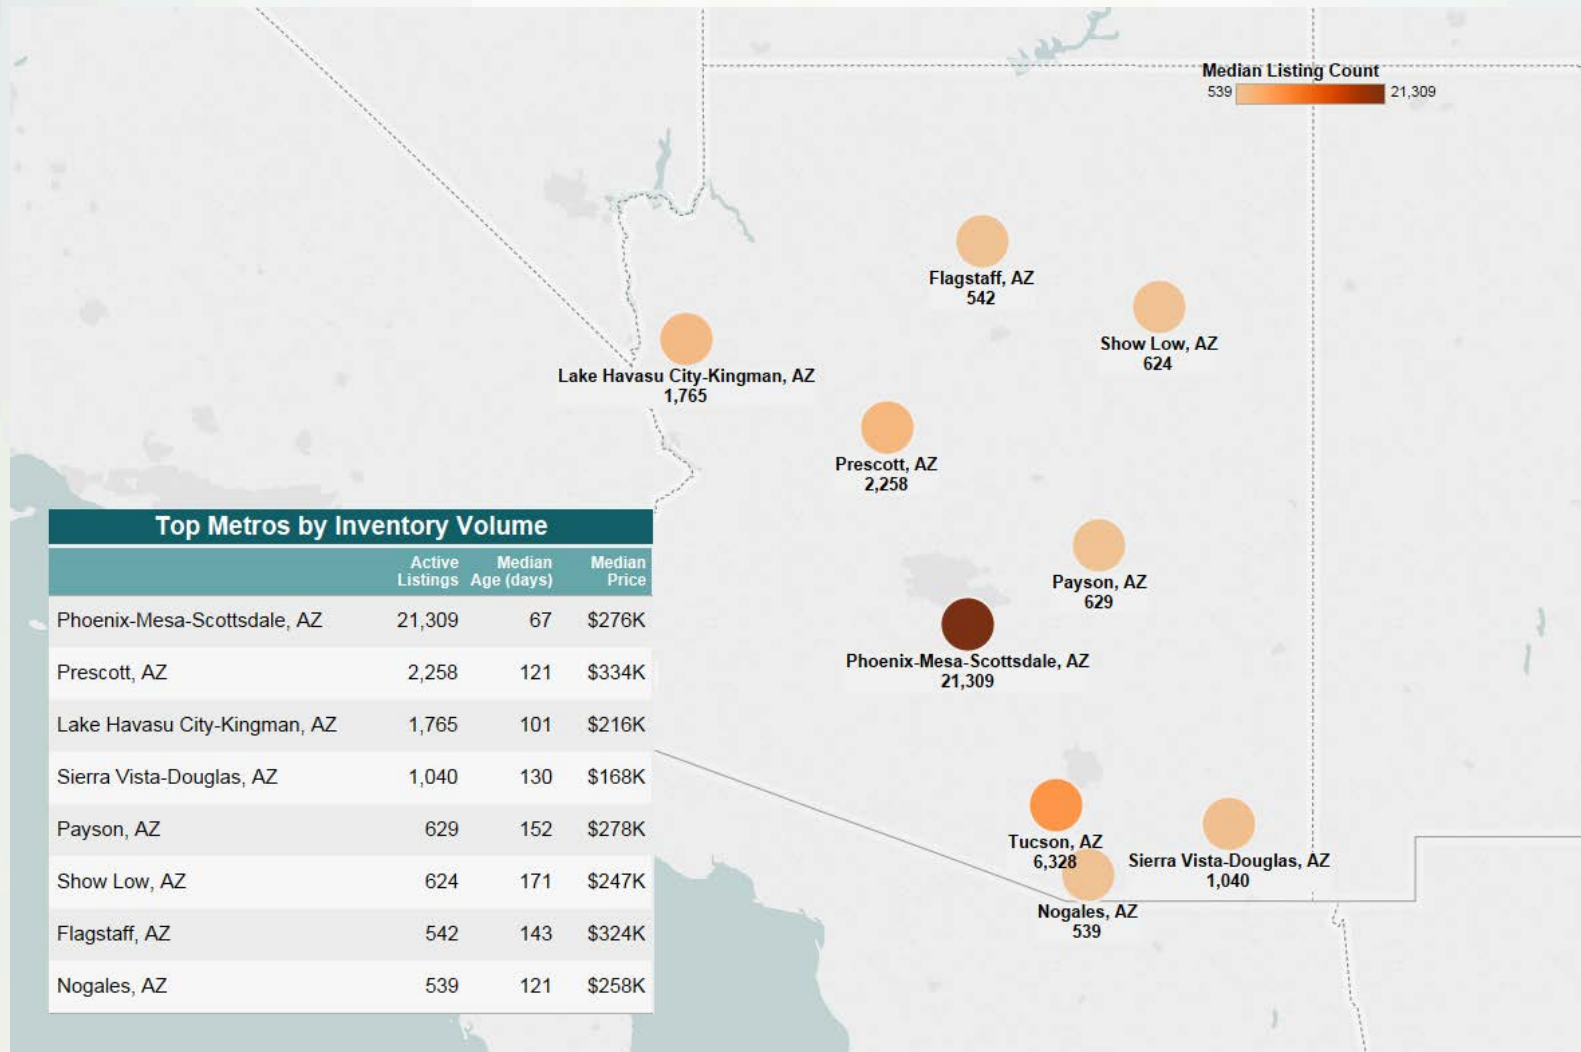 Median Listing Count
539 21,309
Flagstaff, AZ
542
Show Low, AZ
624
Lake Havasu City-Kingman, AZ
1,765
Prescott, AZ
2,258
Payson, AZ
629
Phoenix-Mesa-Scottsdale, AZ
21,309
Tucson, AZ
6,328
Sierra Vista-Douglas, AZ
1,040
Nogales, AZ
539
Top Metros by Inventory Volume
Active Median Median
Listings Age (days) Price
Phoenix-Mesa-Scottsdale, AZ 21,309 67 $276K
Prescott, AZ 2,258 121 $334K
Lake Havasu City-Kingman, AZ 1,765 101 $216K
Sierra Vista-Douglas, AZ 1,040 130 $168K
Payson, AZ 629 152 $278K
Show Low, AZ 624 171 $247K
Flagstaff, AZ 542 143 $324K
Nogales, AZ 539 121 $258K